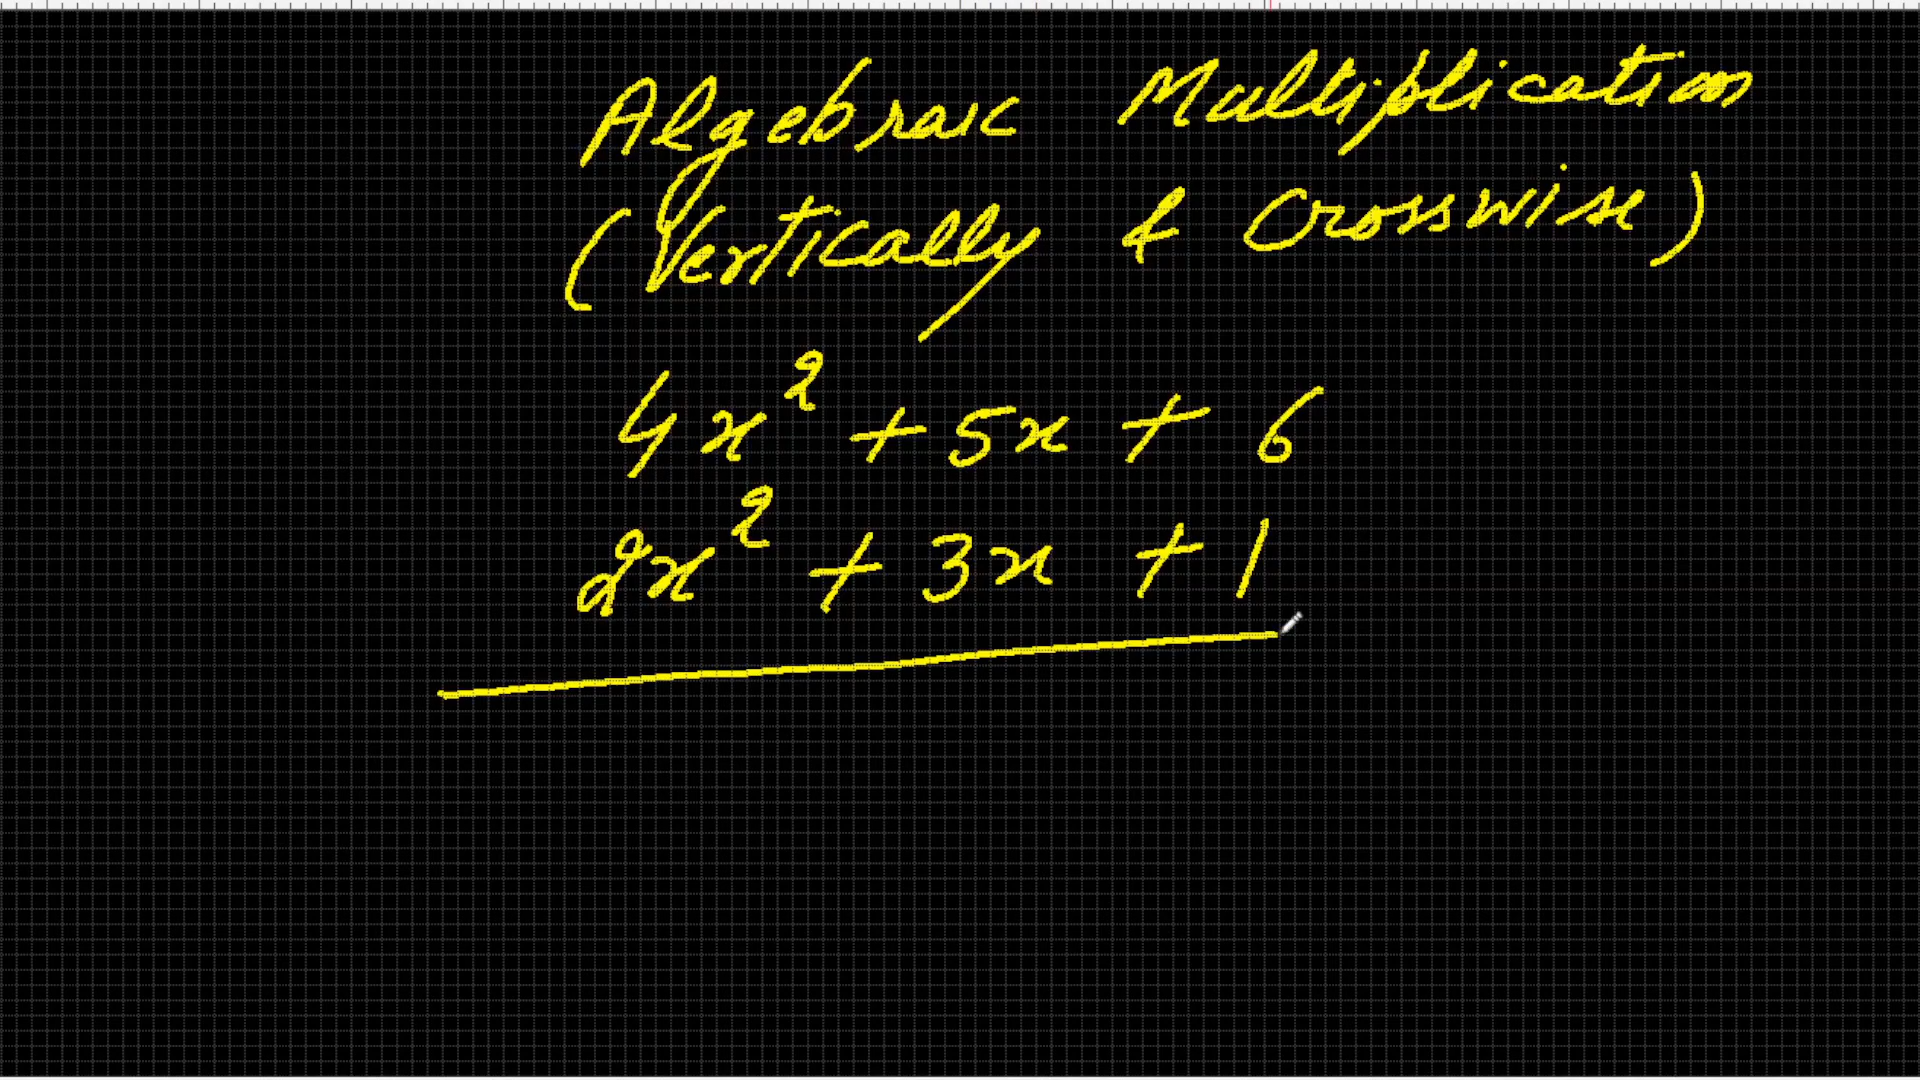 Algebraic Multiplication
(Vertically & Crosswise)
4x² + 5x + 6
2x² + 3x + 1